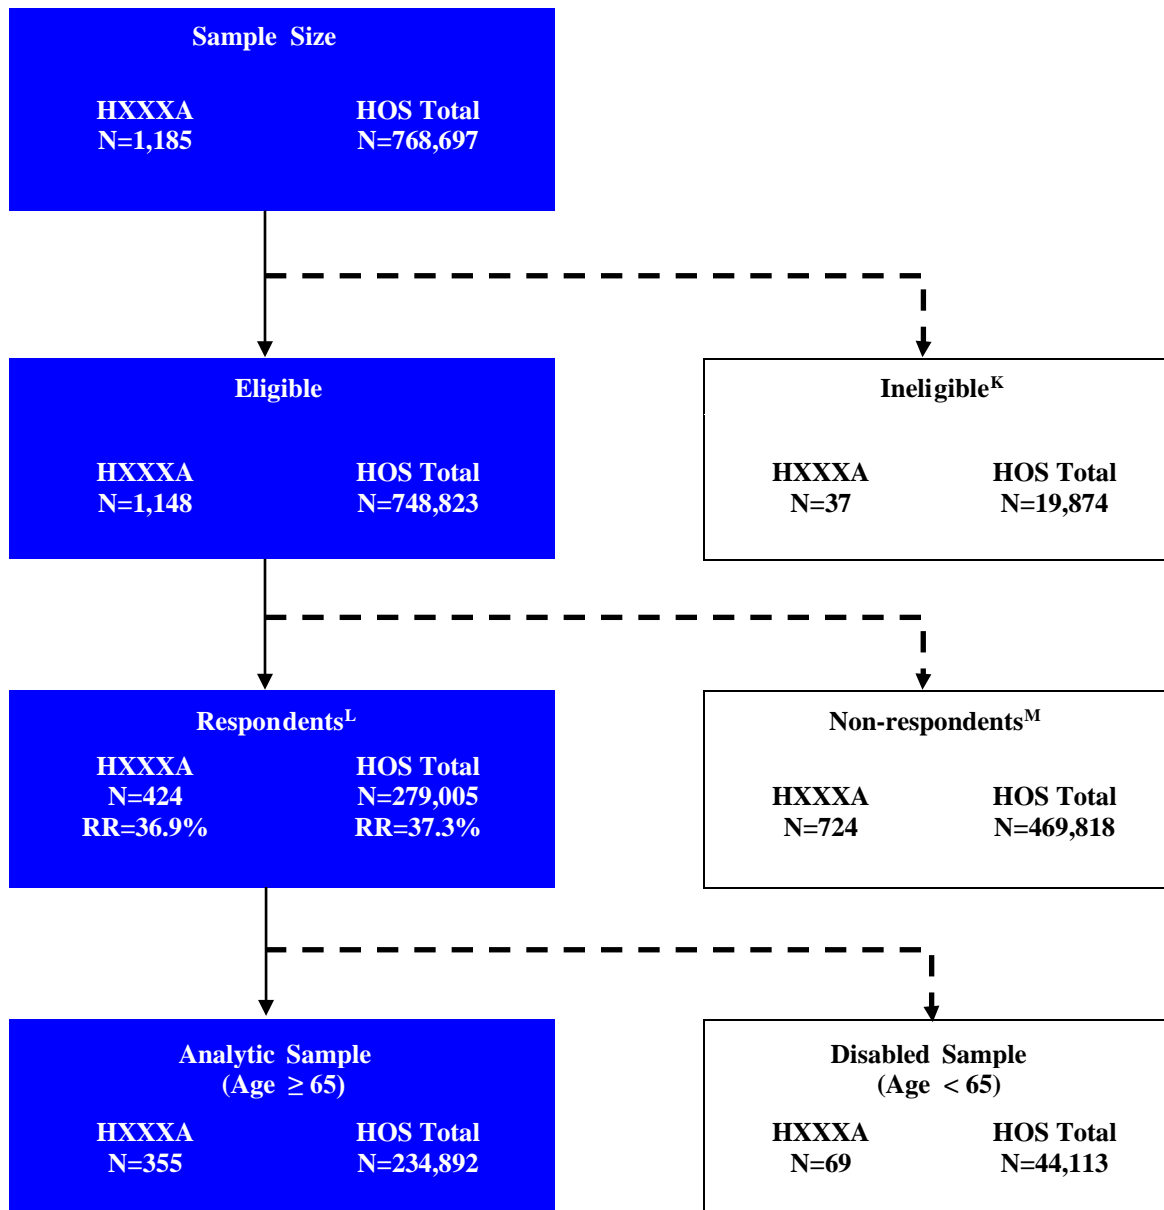 Sample Size
HXXXA HOS Total
N=1,185 N=768,697
Eligible
HXXXA HOS Total
N=1,148 N=748,823
Ineligibleᴷ
HXXXA HOS Total
N=37 N=19,874
Respondentsᴸ
HXXXA HOS Total
N=424 N=279,005
RR=36.9% RR=37.3%
Non-respondentsᴹ
HXXXA HOS Total
N=724 N=469,818
Analytic Sample
(Age ≥ 65)
HXXXA HOS Total
N=355 N=234,892
Disabled Sample
(Age < 65)
HXXXA HOS Total
N=69 N=44,113